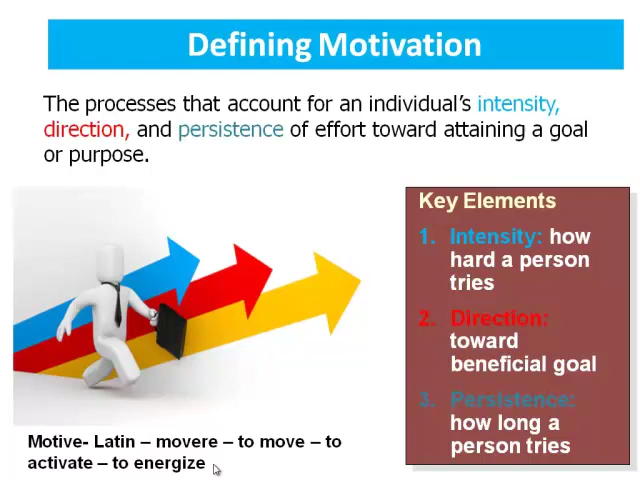 Defining Motivation
The processes that account for an individual's intensity,
direction, and persistence of effort toward attaining a goal
or purpose.
Key Elements
1. Intensity: how
hard a person
tries
2. Direction:
toward
beneficial goal
3. Persistence:
how long a
person tries
Motive- Latin – movere – to move – to
activate – to energize